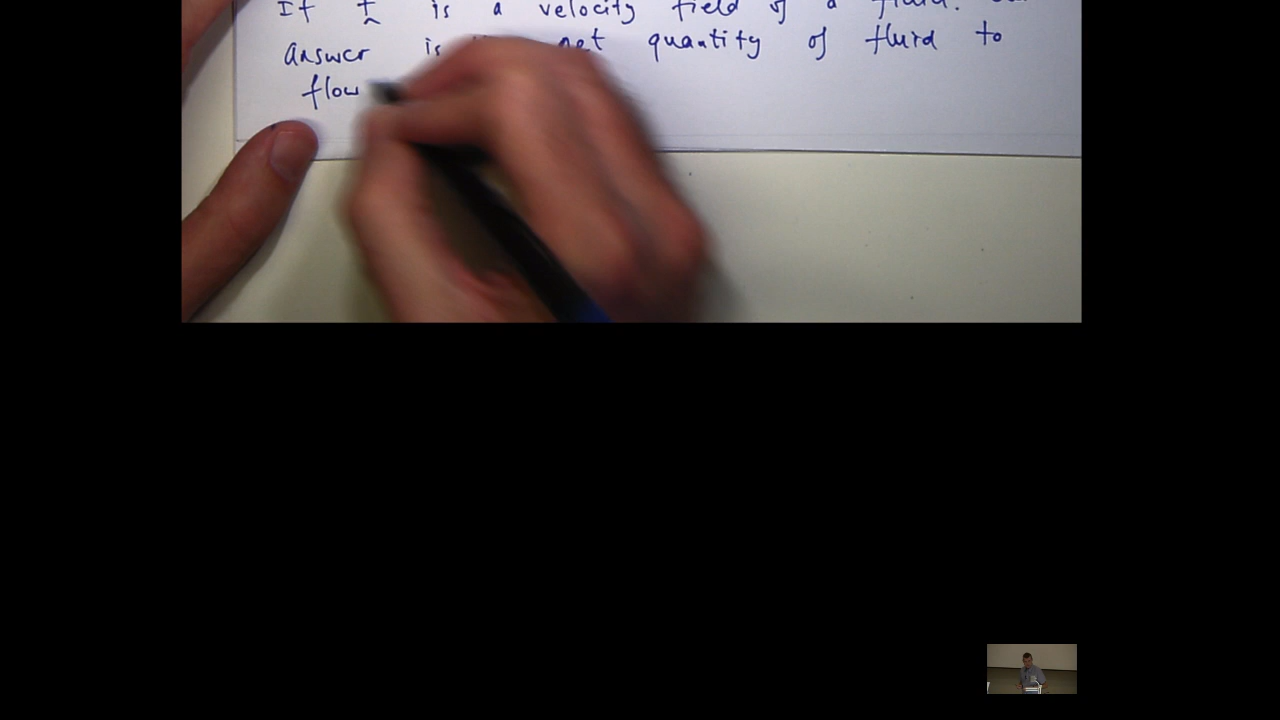 If f is a velocity field of a fluid.
answer is net quantity of fluid to
flow